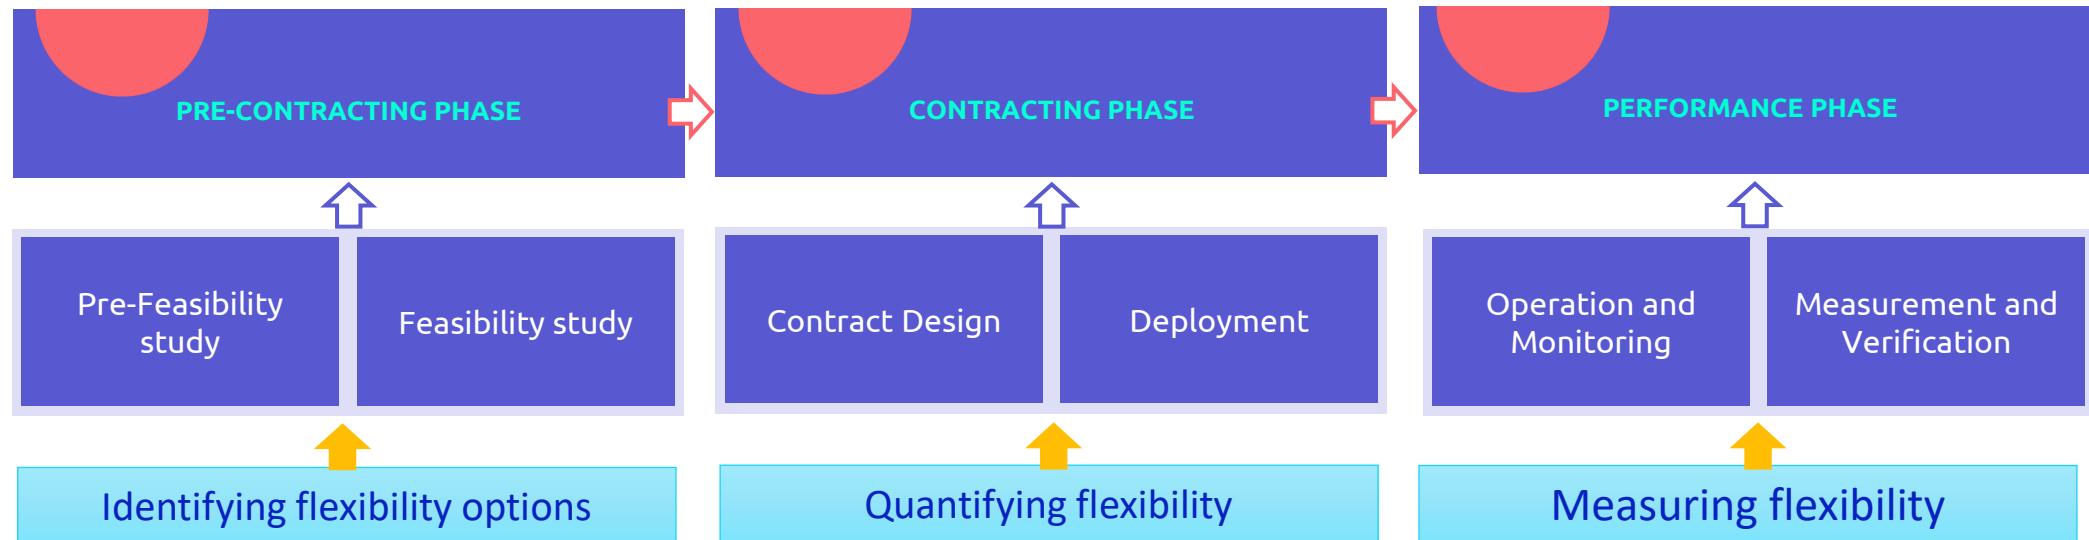 PRE-CONTRACTING PHASE
CONTRACTING PHASE
PERFORMANCE PHASE
Pre-Feasibility
study
Feasibility study
Contract Design
Deployment
Operation and
Monitoring
Measurement and
Verification
Identifying flexibility options
Quantifying flexibility
Measuring flexibility